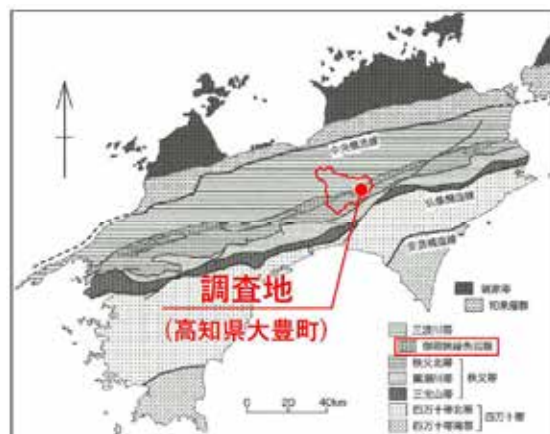 中央構造線
仏像構造線
安芸構造線
調査地
(高知県大豊町)
領家帯
和泉層群
三波川帯
御荷鉾緑色岩類
秩父北帯
黒瀬川帯
秩父帯
三宝山帯
四万十帯北帯
四万十帯
四万十帯南帯
0 20 40km